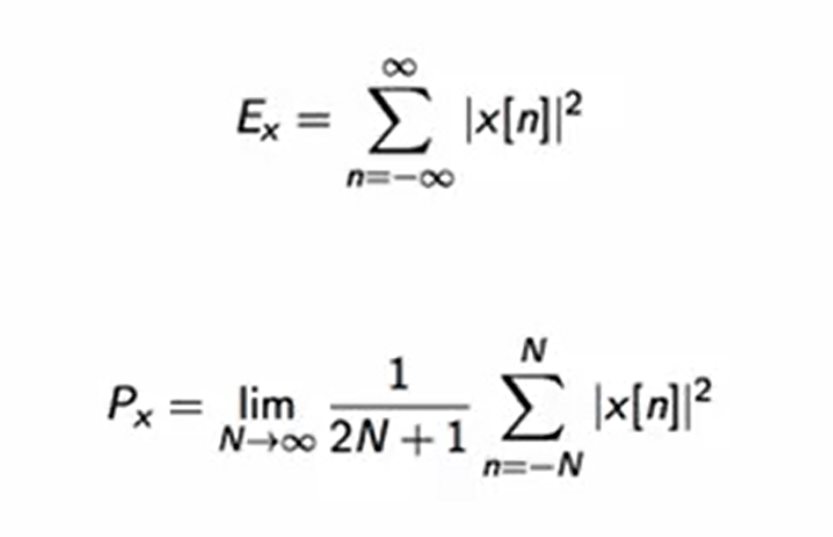 E_x = \sum_{n=-\infty}^{\infty} |x[n]|^2
P_x = \lim_{N \to \infty} \frac{1}{2N+1} \sum_{n=-N}^{N} |x[n]|^2